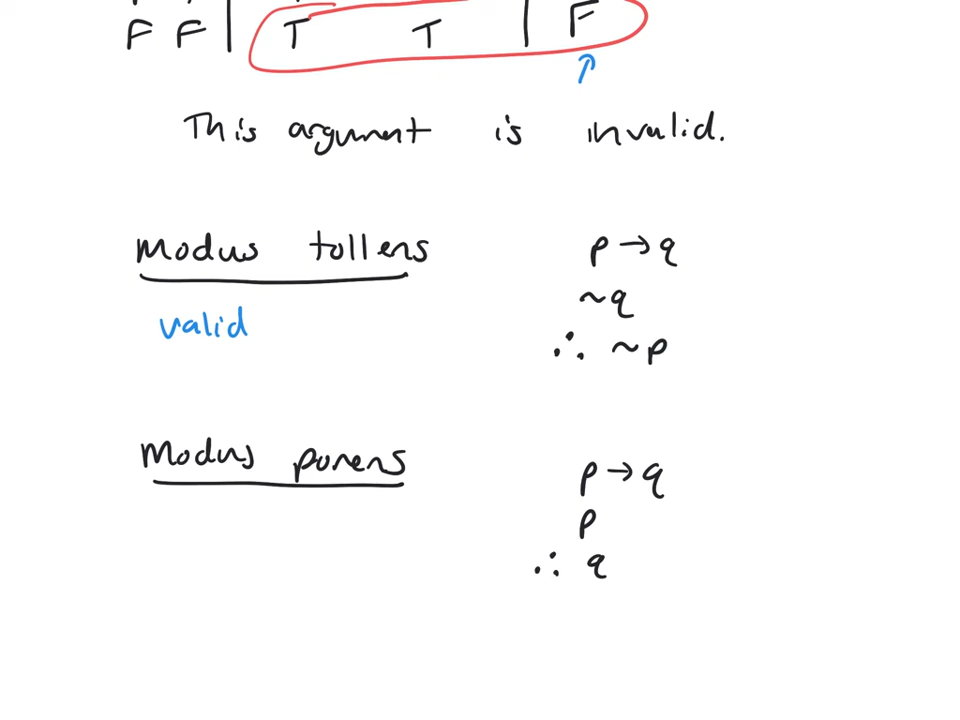 F F | T T | F
This argument is invalid.
Modus tollens p → q
valid ~q
∴ ~p
Modus ponens p → q
p
∴ q